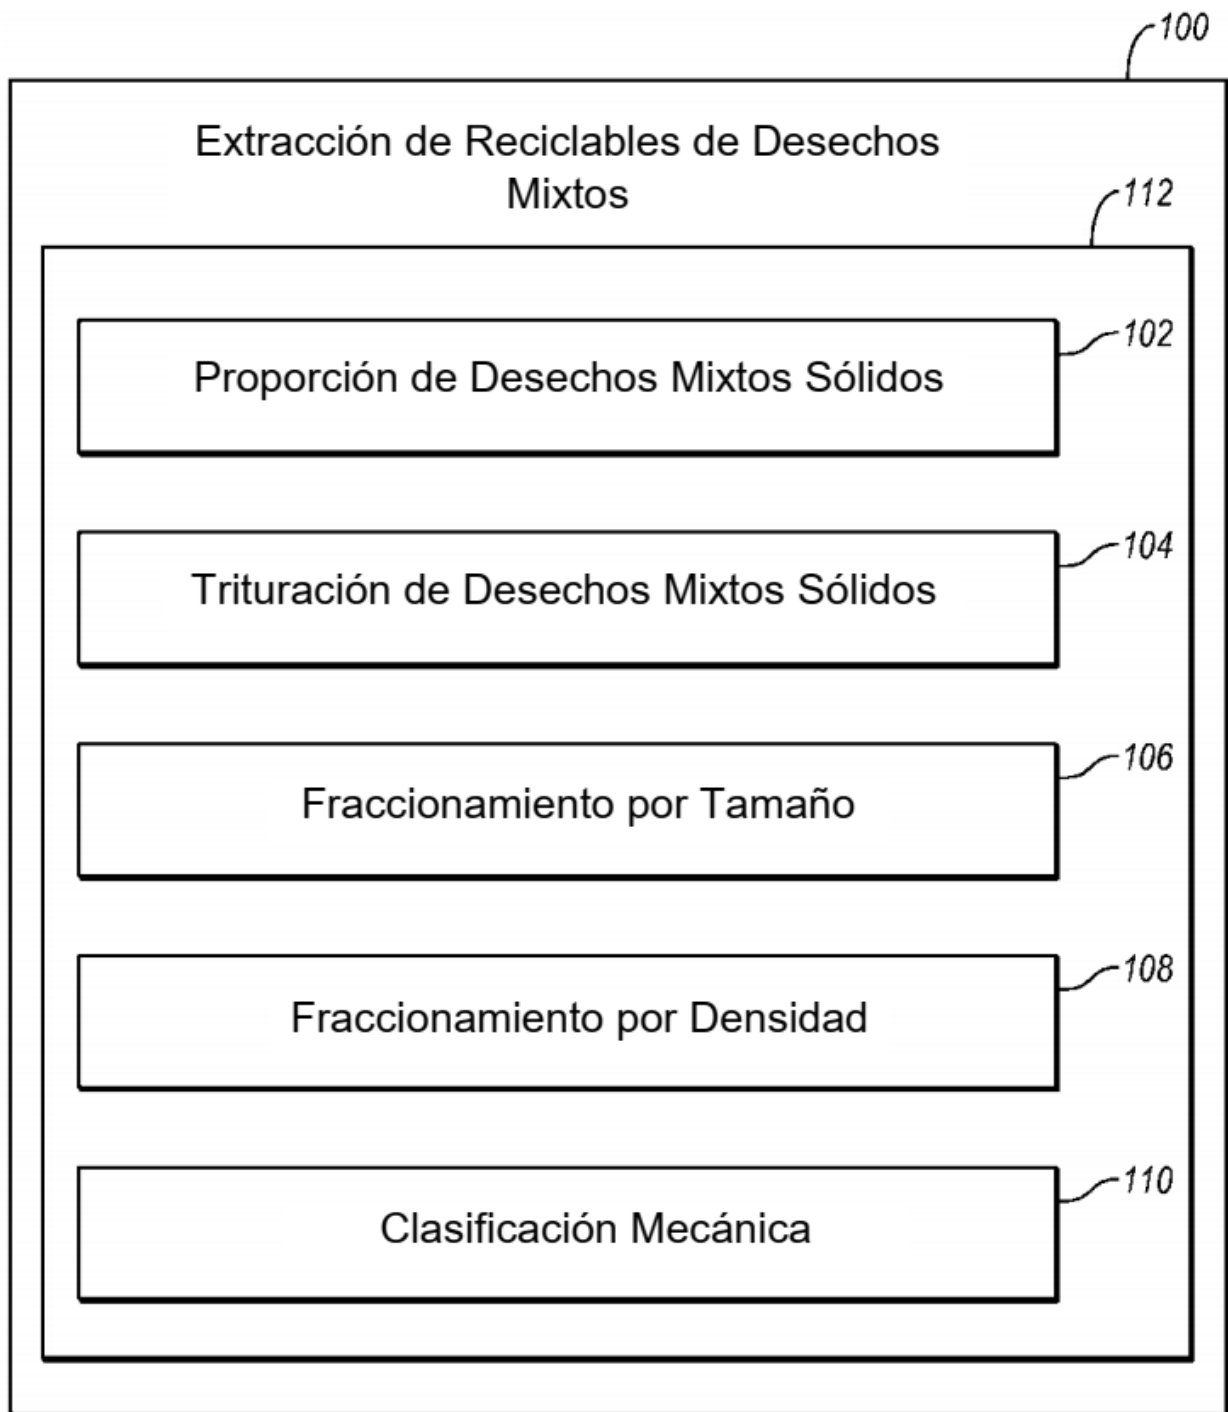 100
Extracción de Reciclables de Desechos
Mixtos
112
102
Proporción de Desechos Mixtos Sólidos
104
Trituración de Desechos Mixtos Sólidos
106
Fraccionamiento por Tamaño
108
Fraccionamiento por Densidad
110
Clasificación Mecánica